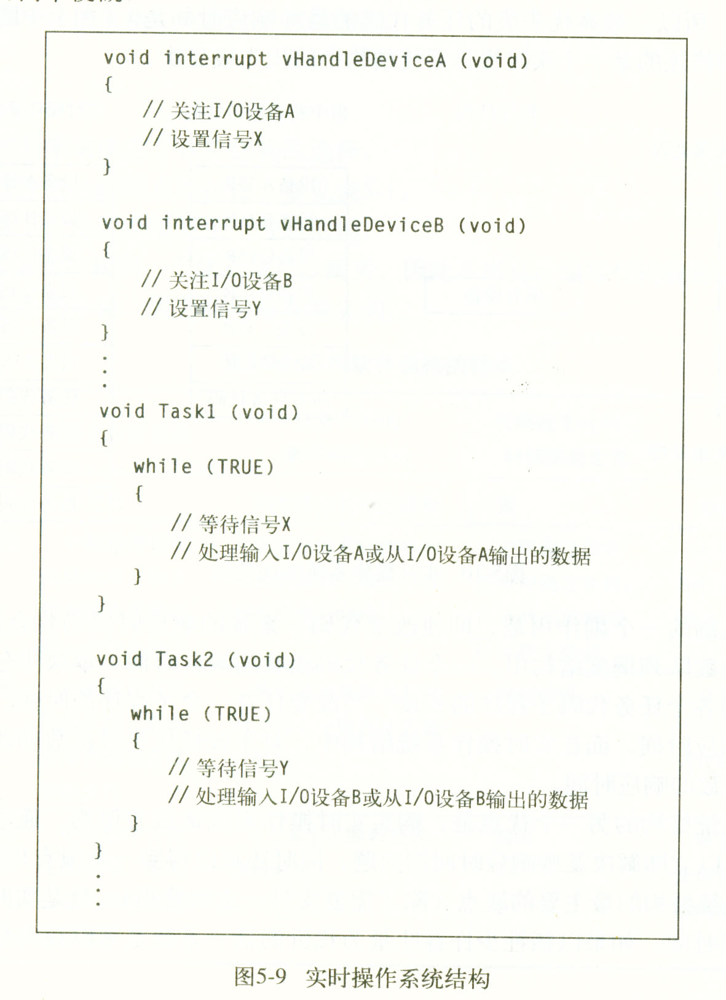 void interrupt vHandleDeviceA (void)
{
// 关注I/O设备A
// 设置信号X
}
void interrupt vHandleDeviceB (void)
{
// 关注I/O设备B
// 设置信号Y
}
.
.
.
void Task1 (void)
{
while (TRUE)
{
// 等待信号X
// 处理输入I/O设备A或从I/O设备A输出的数据
}
}
void Task2 (void)
{
while (TRUE)
{
// 等待信号Y
// 处理输入I/O设备B或从I/O设备B输出的数据
}
}
.
.
.
图5-9 实时操作系统结构